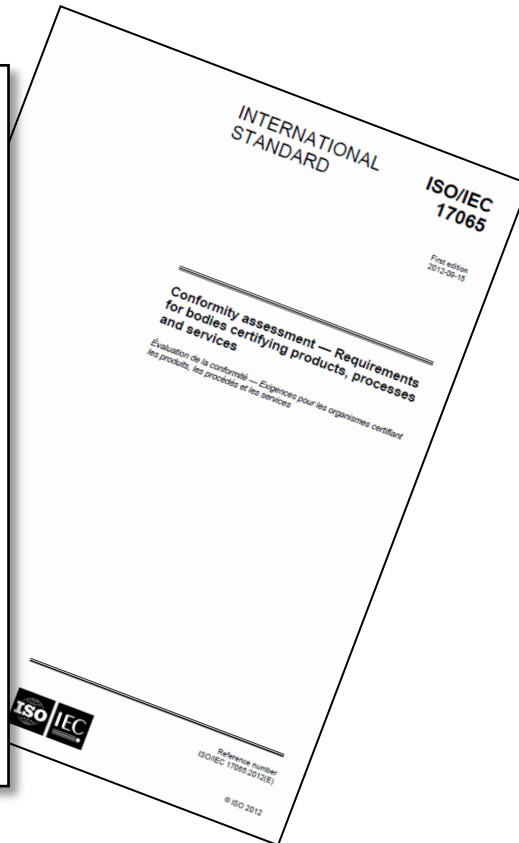 INTERNATIONAL
STANDARD
ISO/IEC
17065
First edition
2012-09-15
Conformity assessment — Requirements
for bodies certifying products, processes
and services
Évaluation de la conformité — Exigences pour les organismes certifiant
les produits, les procédés et les services
ISO IEC
Reference number
ISO/IEC 17065:2012(E)
© ISO 2012